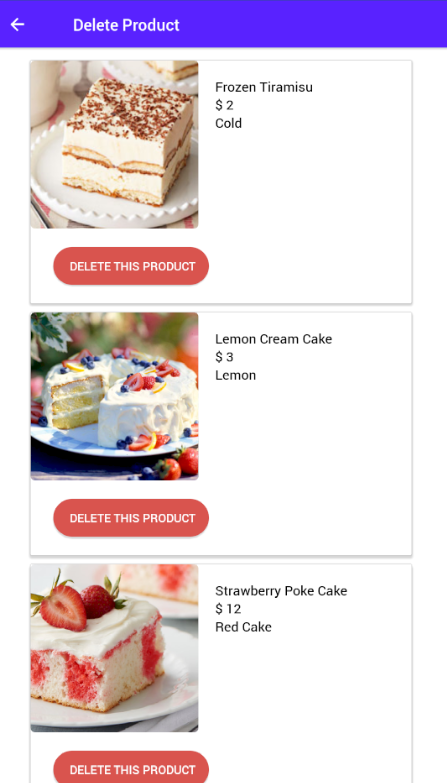 Delete Product
Frozen Tiramisu
$ 2
Cold
DELETE THIS PRODUCT
Lemon Cream Cake
$ 3
Lemon
DELETE THIS PRODUCT
Strawberry Poke Cake
$ 12
Red Cake
DELETE THIS PRODUCT